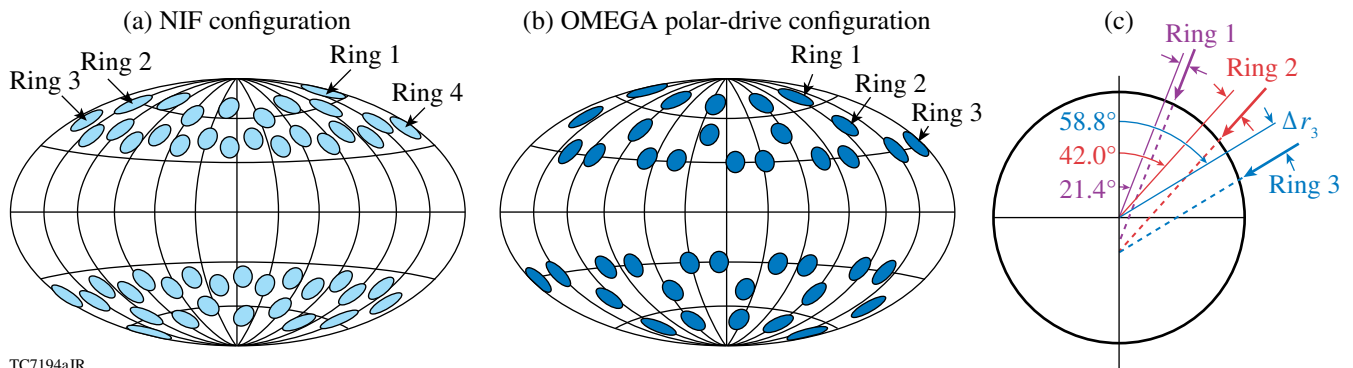 (a) NIF configuration
Ring 1
Ring 2
Ring 3
Ring 4
(b) OMEGA polar-drive configuration
Ring 1
Ring 2
Ring 3
(c)
Ring 1
Ring 2
58.8°
Δr₃
42.0°
Ring 3
21.4°
TC7194aJR